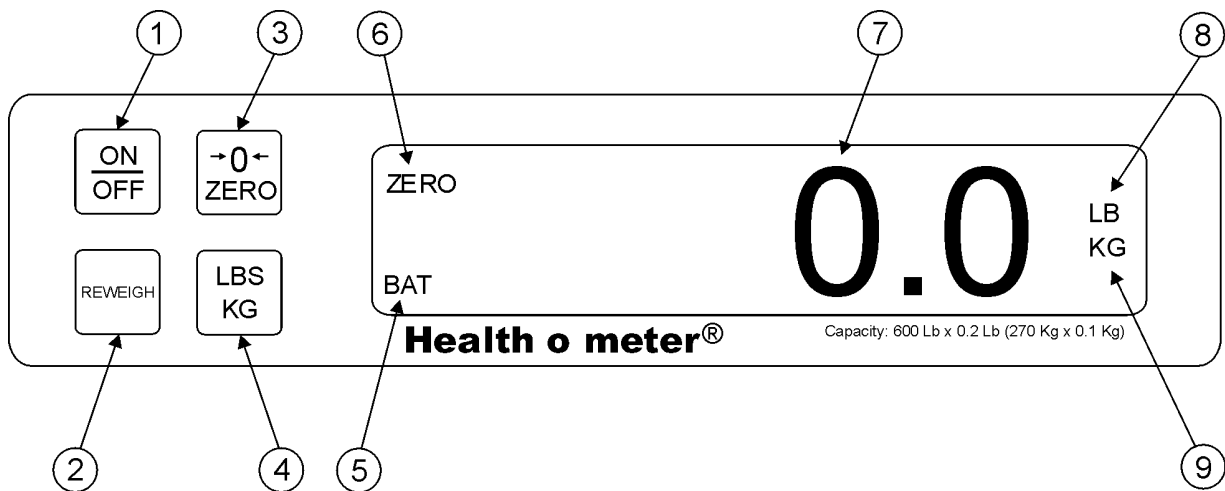 1
3
6
7
8
ON
OFF
→0←
ZERO
ZERO
0.0
LB
KG
REWEIGH
LBS
KG
BAT
Health o meter®
Capacity: 600 Lb x 0.2 Lb (270 Kg x 0.1 Kg)
2
4
5
9